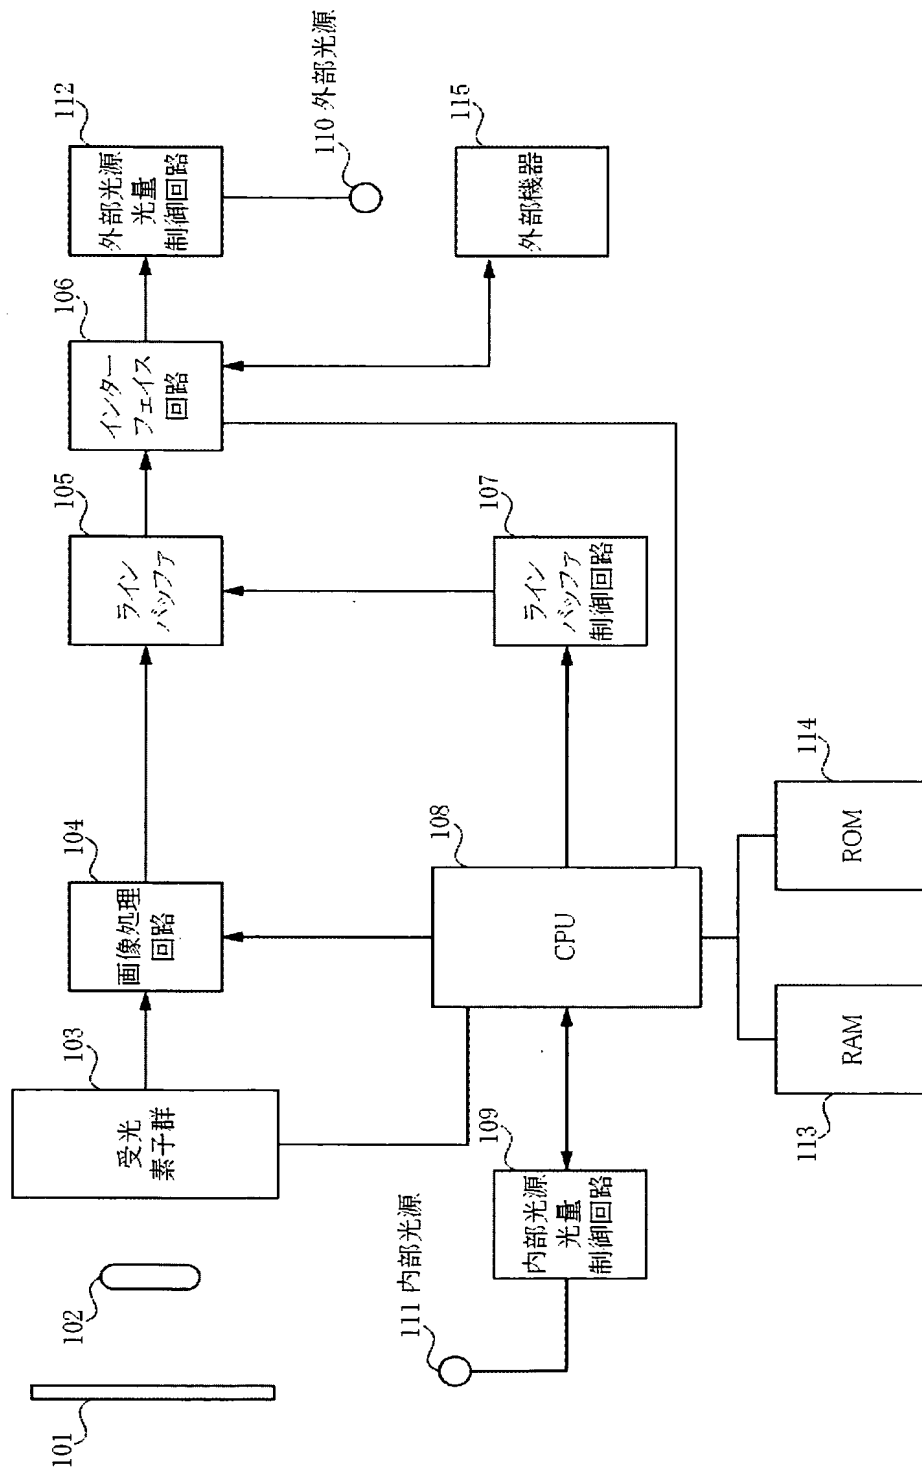 101
102
103
受光
素子群
104
画像処理
回路
105
ライン
バッファ
106
インター
フェイス
回路
112
外部光源
光量
制御回路
110 外部光源
111 内部光源
109
内部光源
光量
制御回路
108
CPU
107
ライン
バッファ
制御回路
115
外部機器
113
RAM
114
ROM